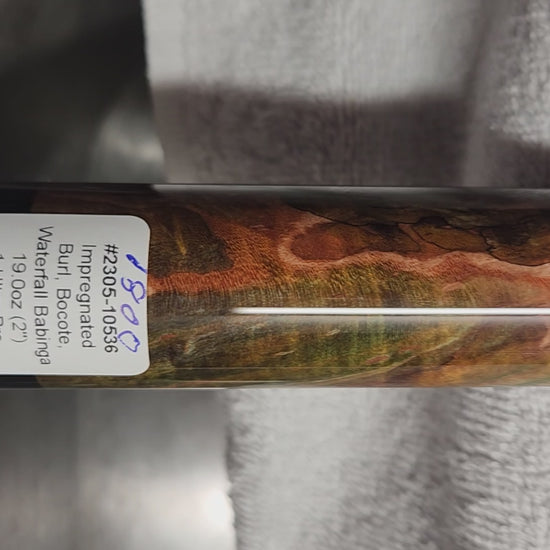 1800
#2305-10536
Impregnated
Burl, Bocote,
Waterfall Babinga
19.0oz (2")